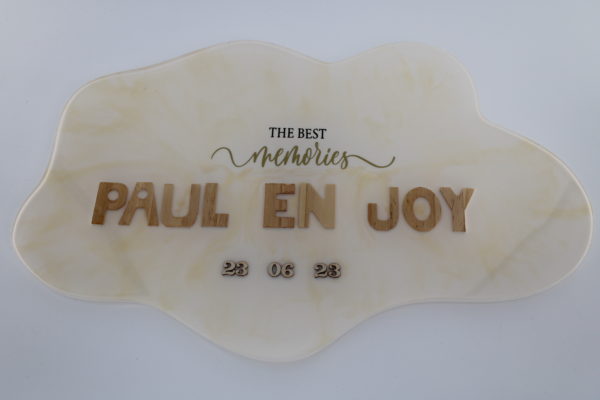 THE BEST
memories
PAUL EN JOY
23 06 23